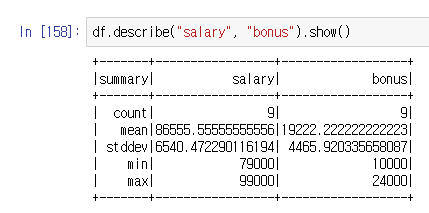 In [158]: df.describe("salary", "bonus").show()
+-------+-----------------+------------------+
|summary|           salary|             bonus|
+-------+-----------------+------------------+
|  count|                9|                 9|
|   mean|86555.55555555556|19222.222222222223|
| stddev|6540.472290116194| 4465.920335658087|
|    min|            79000|             10000|
|    max|            99000|             24000|
+-------+-----------------+------------------+